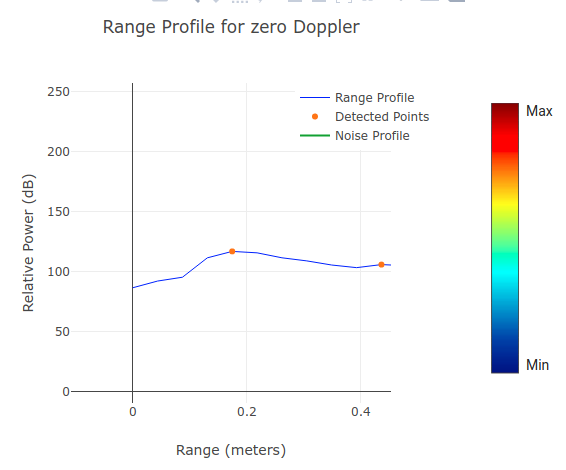 Range Profile for zero Doppler
250
200
150
100
50
0
Relative Power (dB)
0
0.2
0.4
Range (meters)
Range Profile
Detected Points
Noise Profile
Max
Min